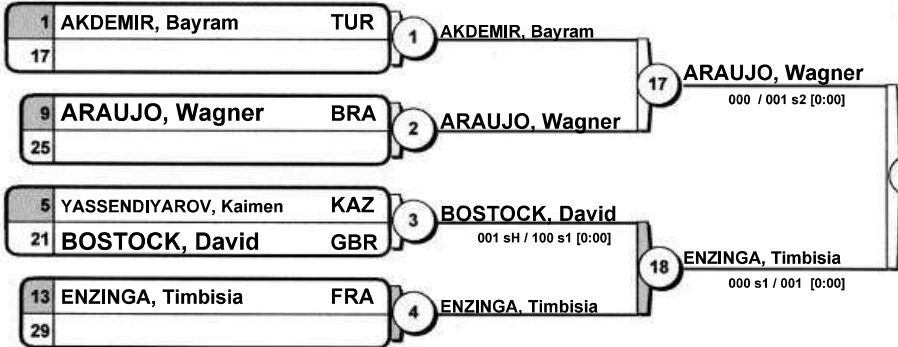 1 AKDEMIR, Bayram TUR
17
1 AKDEMIR, Bayram
9 ARAUJO, Wagner BRA
25
2 ARAUJO, Wagner
17 ARAUJO, Wagner
000 / 001 s2 [0:00]
5 YASSENDIYAROV, Kaimen KAZ
21 BOSTOCK, David GBR
3 BOSTOCK, David
001 sH / 100 s1 [0:00]
13 ENZINGA, Timbisia FRA
29
4 ENZINGA, Timbisia
18 ENZINGA, Timbisia
000 s1 / 001 [0:00]